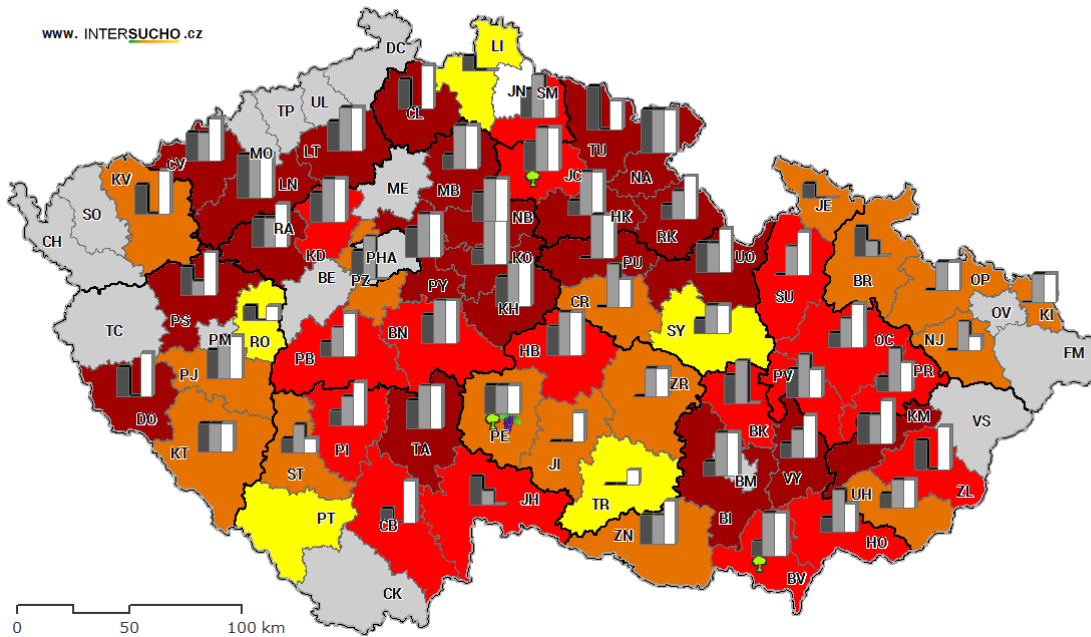 www. INTERSUCHO .cz
DC
LI
UL
TP
JN
SM
CL
MO
LT
TU
CV
KV
LN
ME
MB
JC
NA
SO
RA
KD
NB
HK
RK
JE
CH
PZ
PHA
KO
PU
UO
BR
OP
BE
PY
KH
CR
SU
OV
KI
TC
PS
PM
RO
PB
BN
HB
SY
OC
NJ
FM
PJ
PV
PR
ZR
DO
KT
ST
PI
TA
PE
JI
BK
KM
VS
BM
VY
PT
CB
JH
TR
BI
UH
ZL
ZN
HO
BV
CK
0 50 100 km